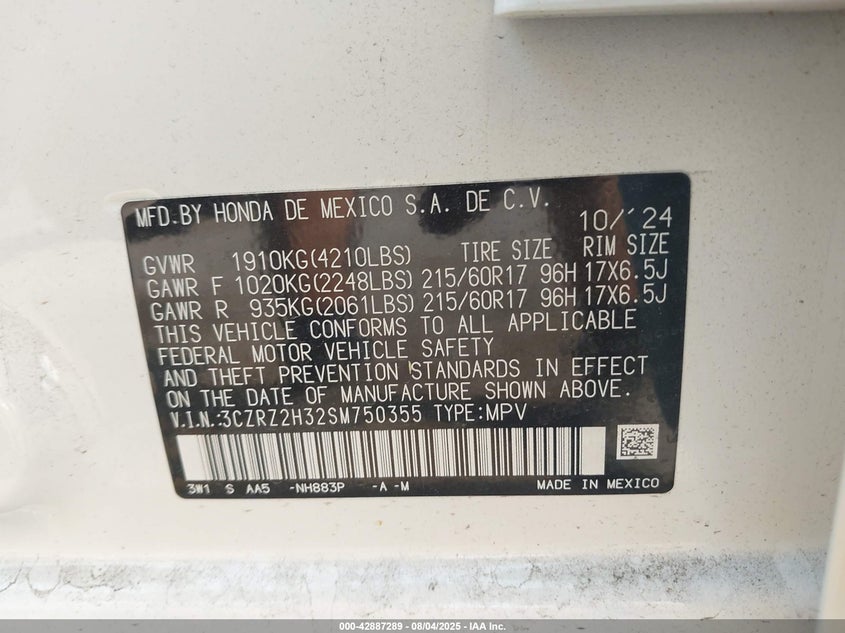 MFD.BY HONDA DE MEXICO S.A. DE C.V. 10/'24
GVWR 1910KG(4210LBS) TIRE SIZE RIM SIZE
GAWR F 1020KG(2248LBS) 215/60R17 96H 17X6.5J
GAWR R 935KG(2061LBS) 215/60R17 96H 17X6.5J
THIS VEHICLE CONFORMS TO ALL APPLICABLE
FEDERAL MOTOR VEHICLE SAFETY
AND THEFT PREVENTION STANDARDS IN EFFECT
ON THE DATE OF MANUFACTURE SHOWN ABOVE.
V.I.N.:3CZRZ2H32SM750355 TYPE:MPV
3W1 S AA5 -NH883P -A -M MADE IN MEXICO
000-42887289 - 08/04/2025 - IAA Inc.